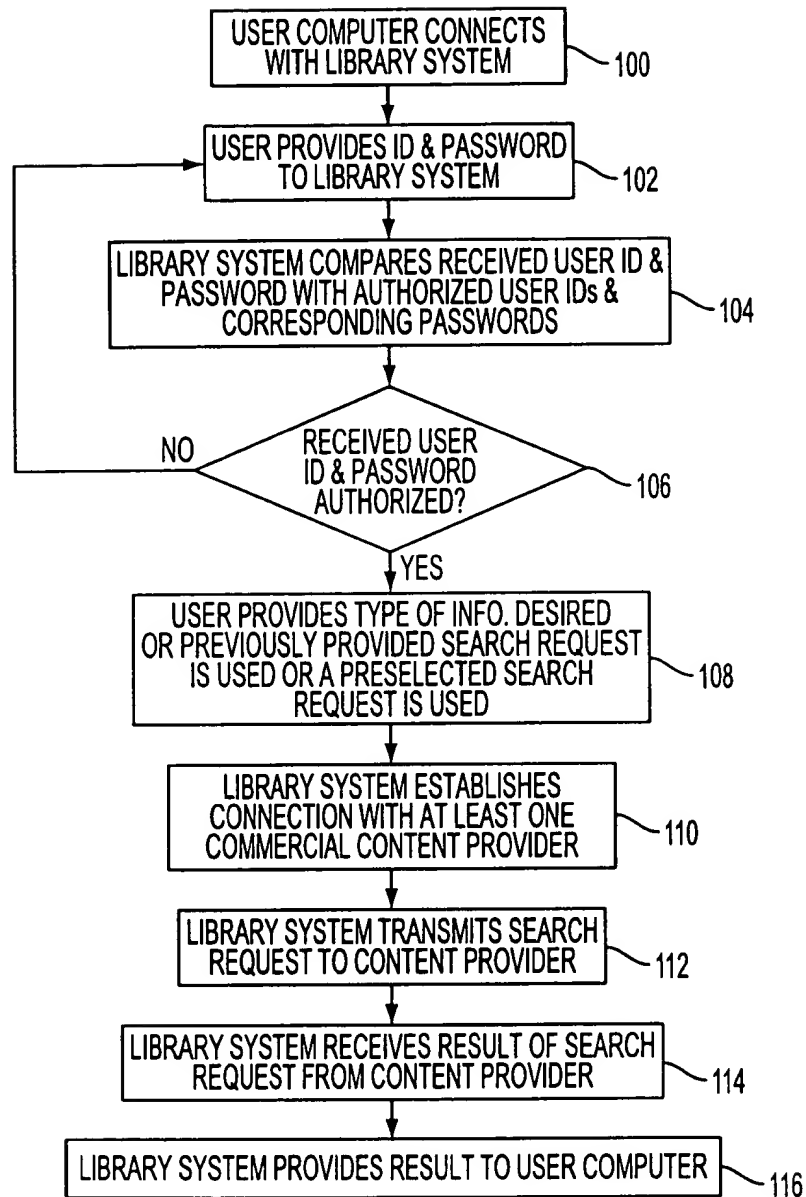 USER COMPUTER CONNECTS
WITH LIBRARY SYSTEM
100
USER PROVIDES ID & PASSWORD
TO LIBRARY SYSTEM
102
LIBRARY SYSTEM COMPARES RECEIVED USER ID &
PASSWORD WITH AUTHORIZED USER IDs &
CORRESPONDING PASSWORDS
104
NO
RECEIVED USER
ID & PASSWORD
AUTHORIZED?
106
YES
USER PROVIDES TYPE OF INFO. DESIRED
OR PREVIOUSLY PROVIDED SEARCH REQUEST
IS USED OR A PRESELECTED SEARCH
REQUEST IS USED
108
LIBRARY SYSTEM ESTABLISHES
CONNECTION WITH AT LEAST ONE
COMMERCIAL CONTENT PROVIDER
110
LIBRARY SYSTEM TRANSMITS SEARCH
REQUEST TO CONTENT PROVIDER
112
LIBRARY SYSTEM RECEIVES RESULT OF SEARCH
REQUEST FROM CONTENT PROVIDER
114
LIBRARY SYSTEM PROVIDES RESULT TO USER COMPUTER
116